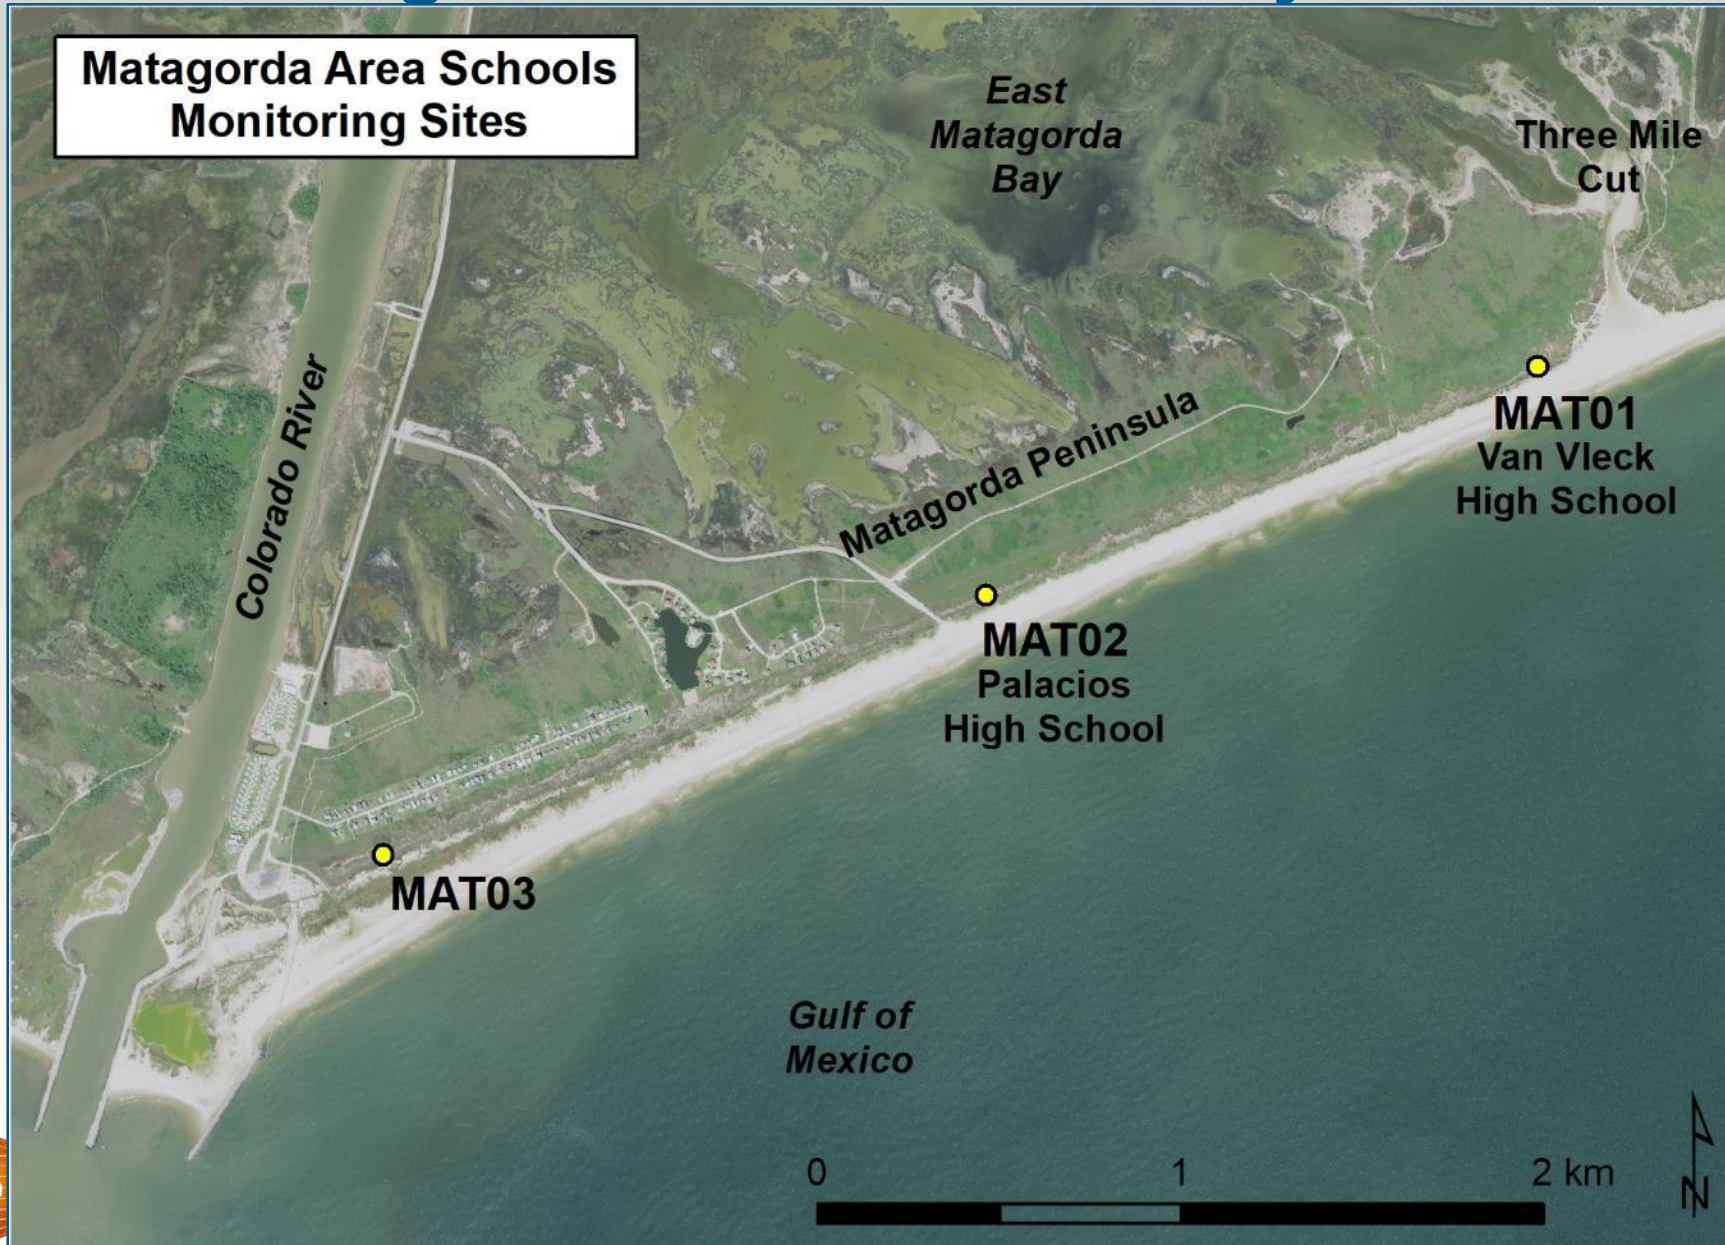 Matagorda Area Schools
Monitoring Sites
East
Matagorda
Bay
Three Mile
Cut
Colorado River
Matagorda Peninsula
MAT01
Van Vleck
High School
MAT02
Palacios
High School
MAT03
Gulf of
Mexico
0 1 2 km
N